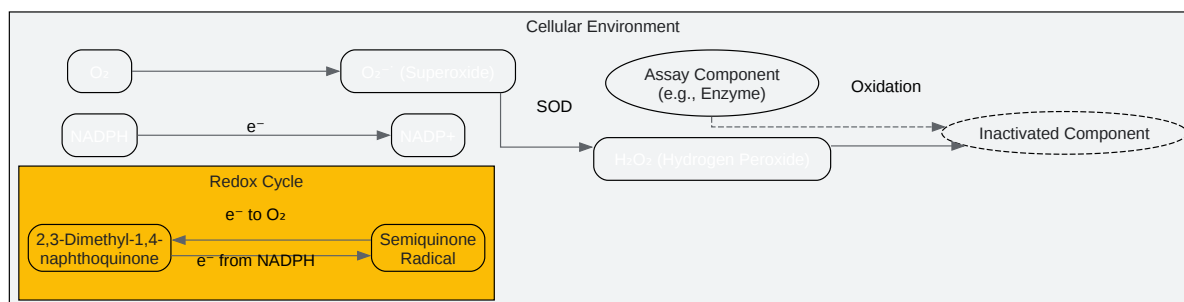 Cellular Environment
O₂
O₂⁻ (Superoxide)
Assay Component
(e.g., Enzyme)
Oxidation
SOD
NADPH
e⁻
NADP+
H₂O₂ (Hydrogen Peroxide)
Inactivated Component
Redox Cycle
e⁻ to O₂
2,3-Dimethyl-1,4-
naphthoquinone
e⁻ from NADPH
Semiquinone
Radical